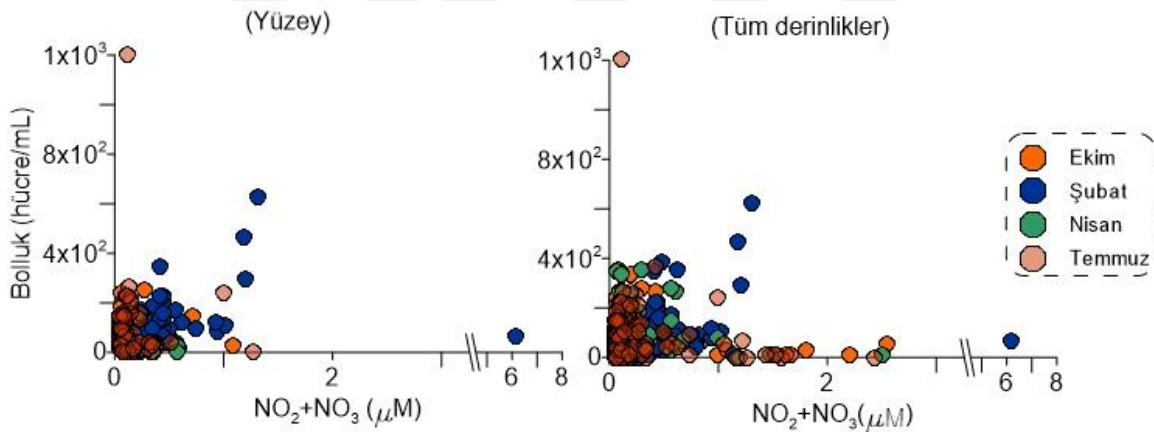 (Yüzey)
1x10³
8x10²
4x10²
0
Bolluk (hücre/mL)
0 2 6 8
NO₂+NO₃ (μM)
(Tüm derinlikler)
1x10³
8x10²
4x10²
0
0 2 6 8
NO₂+NO₃(μM)
Ekim
Şubat
Nisan
Temmuz